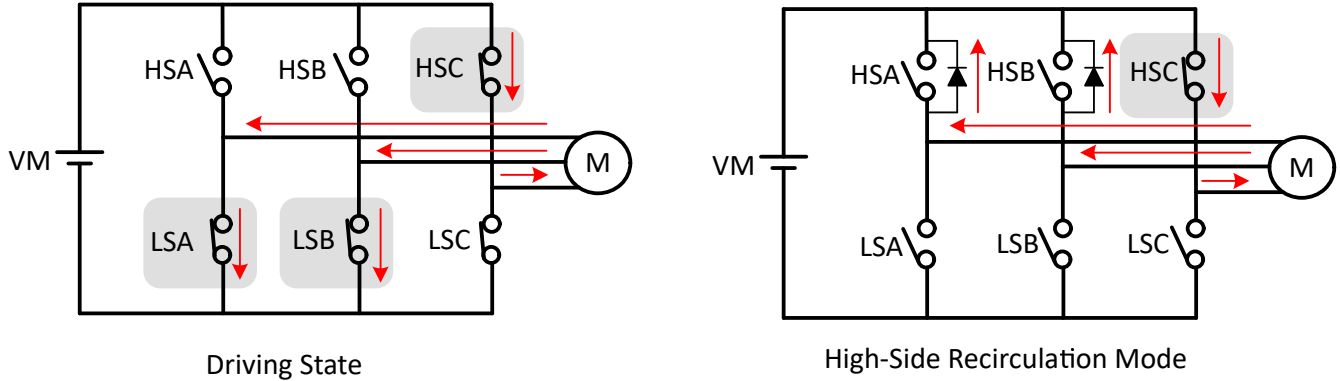 HSA
HSB
HSC
VM
M
LSA
LSB
LSC
Driving State
HSA
HSB
HSC
VM
M
LSA
LSB
LSC
High-Side Recirculation Mode